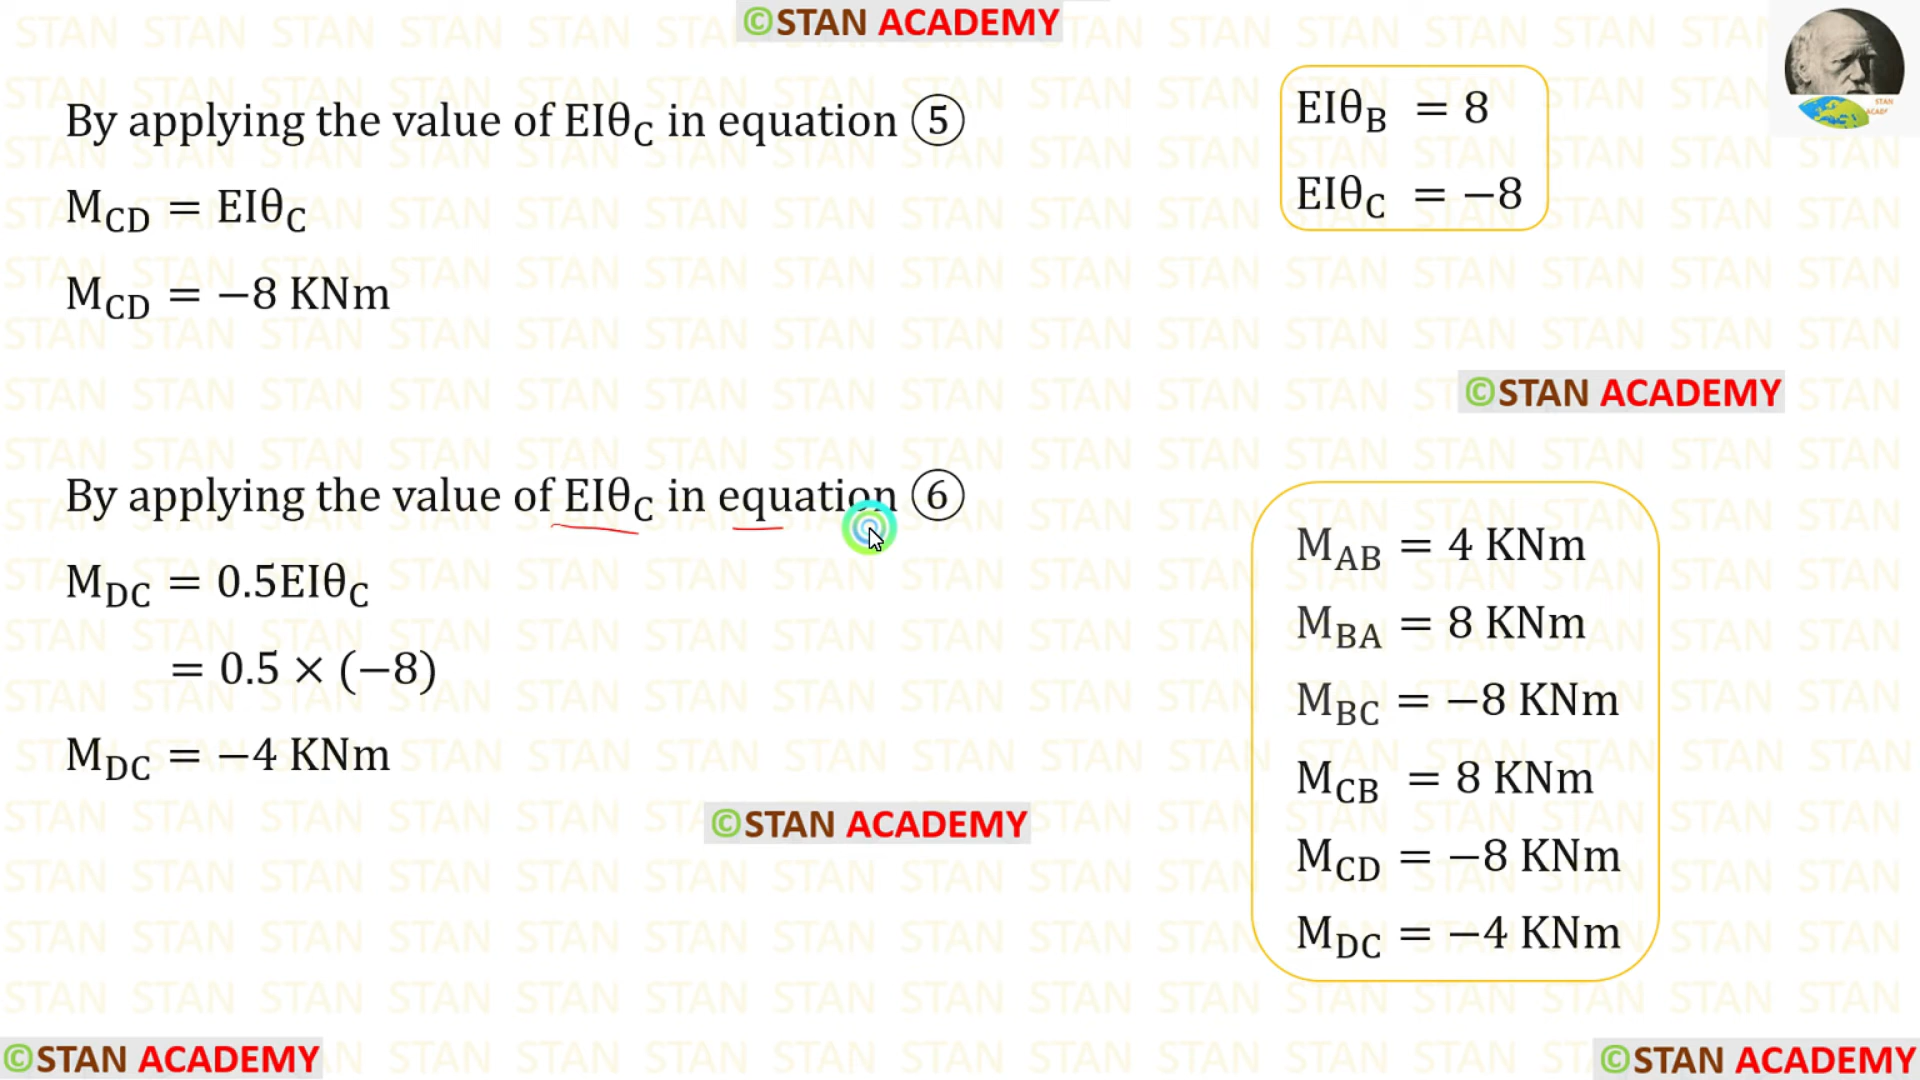 ©STAN ACADEMY
By applying the value of EIθC in equation ⑤
MCD = EIθC
MCD = −8 KNm
By applying the value of EIθC in equation ⑥
MDC = 0.5EIθC
= 0.5 × (−8)
MDC = −4 KNm
©STAN ACADEMY
EIθB = 8
EIθC = −8
©STAN ACADEMY
MAB = 4 KNm
MBA = 8 KNm
MBC = −8 KNm
MCB = 8 KNm
MCD = −8 KNm
MDC = −4 KNm
©STAN ACADEMY
©STAN ACADEMY
STAN